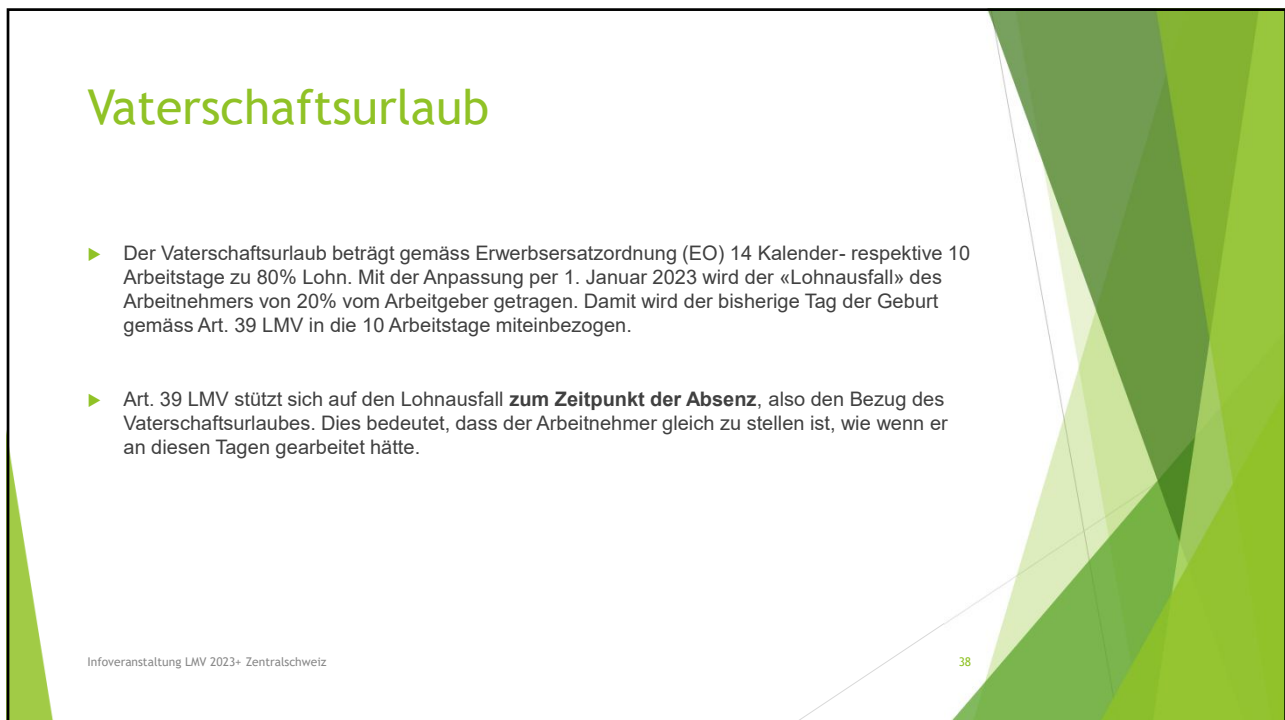 Vaterschaftsurlaub
Der Vaterschaftsurlaub beträgt gemäss Erwerbsersatzordnung (EO) 14 Kalender- respektive 10
Arbeitstage zu 80% Lohn. Mit der Anpassung per 1. Januar 2023 wird der «Lohnausfall» des
Arbeitnehmers von 20% vom Arbeitgeber getragen. Damit wird der bisherige Tag der Geburt
gemäss Art. 39 LMV in die 10 Arbeitstage miteinbezogen.
Art. 39 LMV stützt sich auf den Lohnausfall zum Zeitpunkt der Absenz, also den Bezug des
Vaterschaftsurlaubes. Dies bedeutet, dass der Arbeitnehmer gleich zu stellen ist, wie wenn er
an diesen Tagen gearbeitet hätte.
Infoveranstaltung LMV 2023+ Zentralschweiz
38